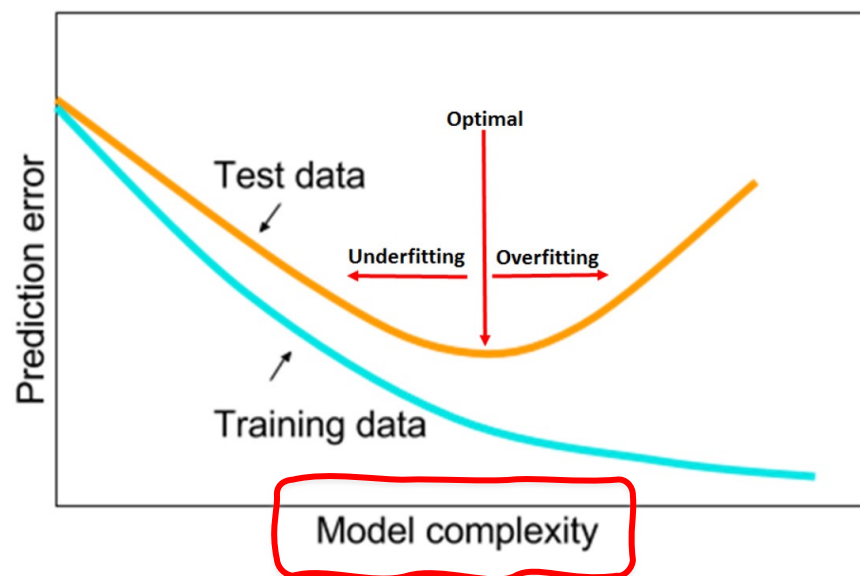 Optimal
Test data
Underfitting
Overfitting
Prediction error
Training data
Model complexity